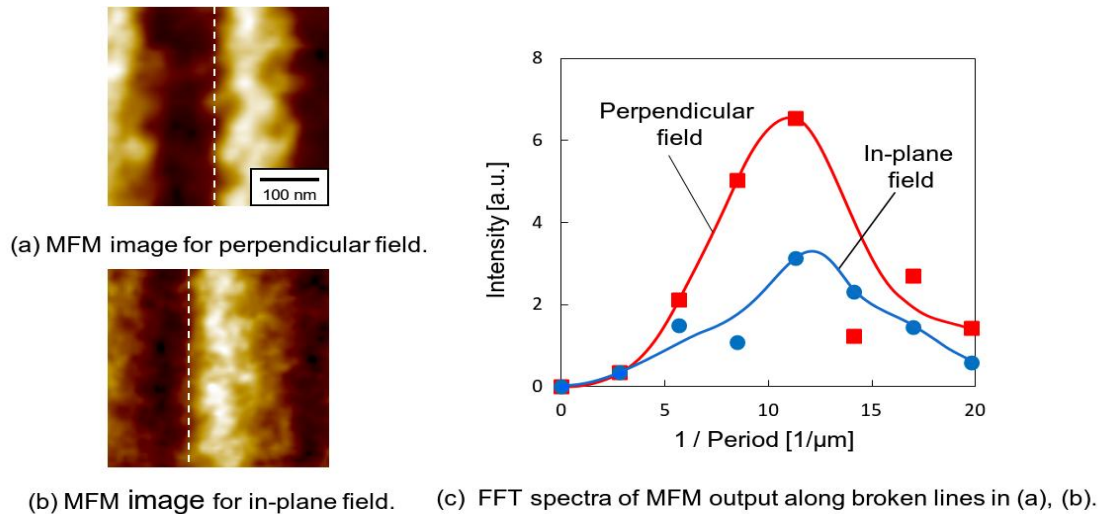 100 nm
(a) MFM image for perpendicular field.
(b) MFM image for in-plane field.
8
6
4
2
0
Intensity [a.u.]
Perpendicular
field
In-plane
field
0 5 10 15 20
1 / Period [1/μm]
(c) FFT spectra of MFM output along broken lines in (a), (b).